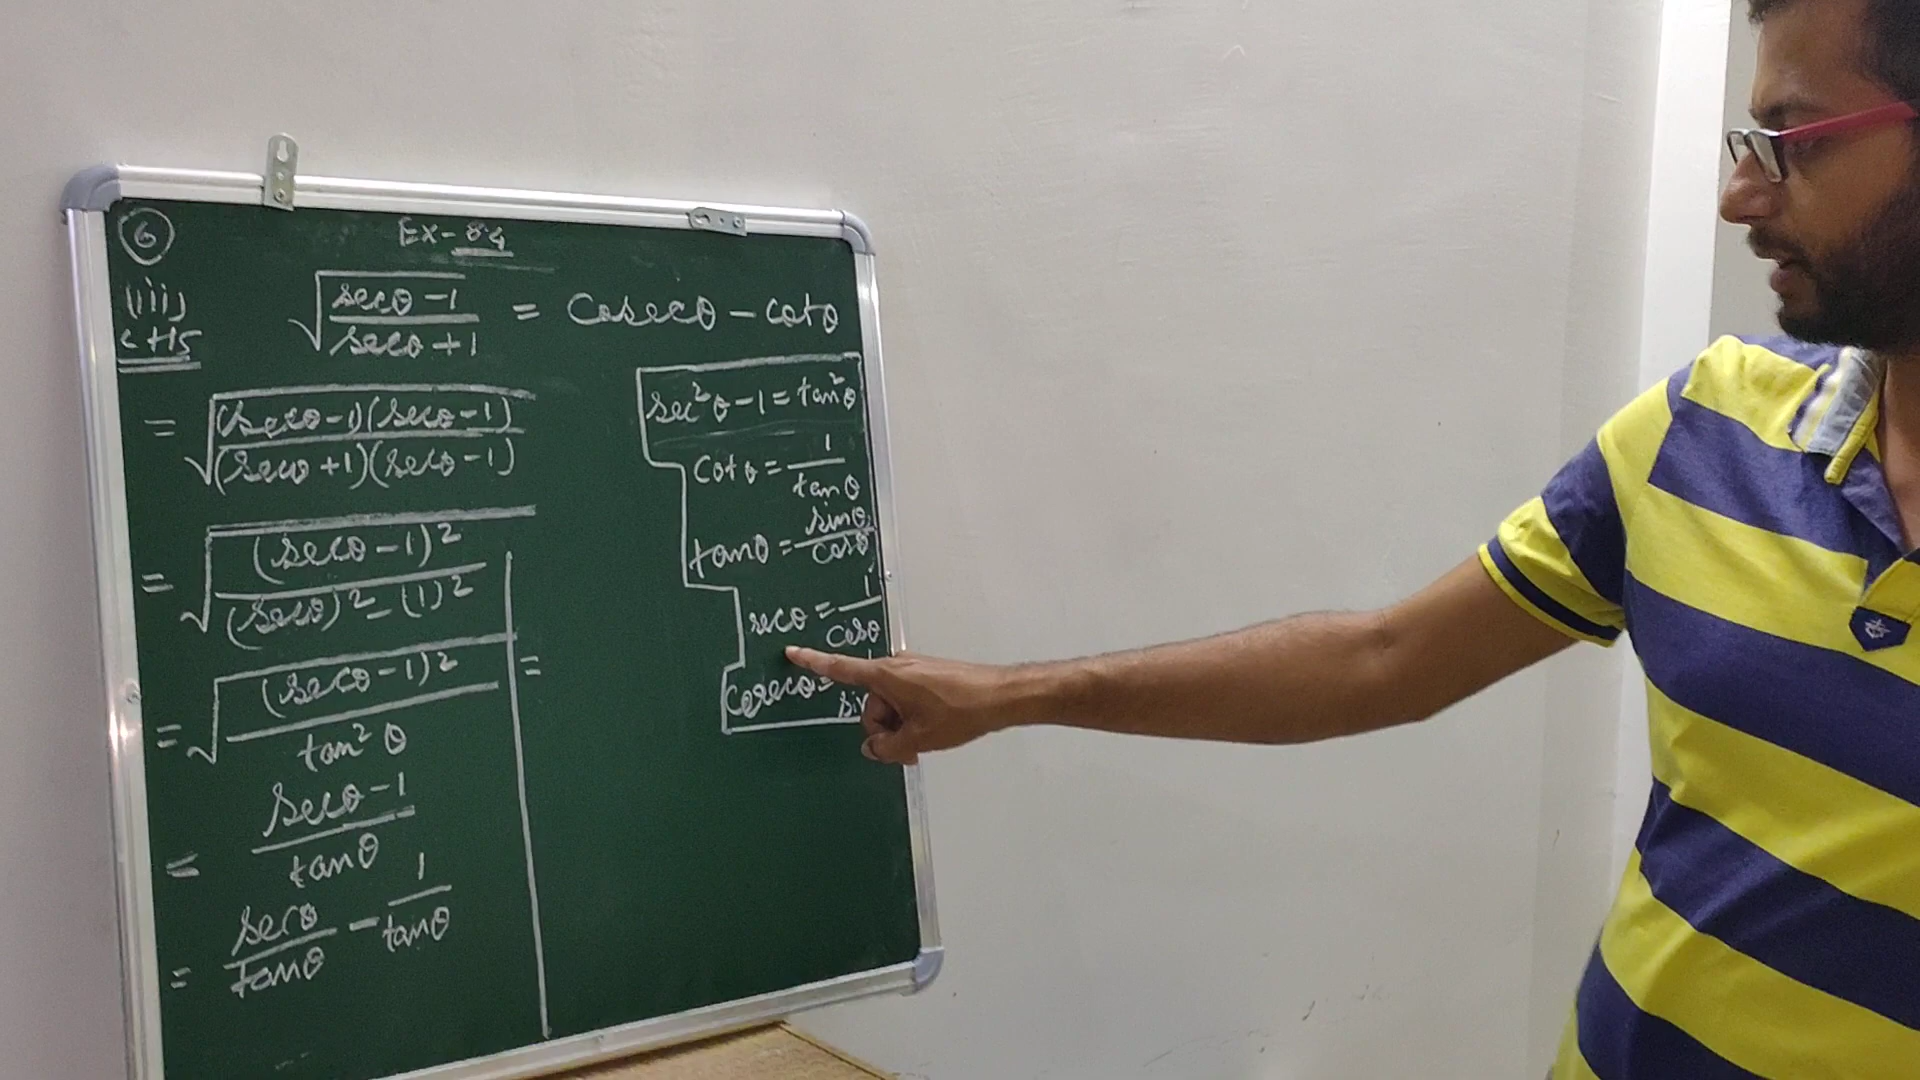 6
Ex-8.4
(iii)
LHS
√((secθ-1)/(secθ+1)) = Cosecθ - cotθ
= √((secθ-1)(secθ-1)/(secθ+1)(secθ-1))
= √((secθ-1)²/((secθ)²-(1)²))
= √((secθ-1)²/tan²θ)
= (secθ-1)/tanθ
= secθ/tanθ - 1/tanθ
=
sec²θ-1=tan²θ
cotθ=1/tanθ
tanθ=sinθ/cosθ
secθ=1/cosθ
cosecθ=